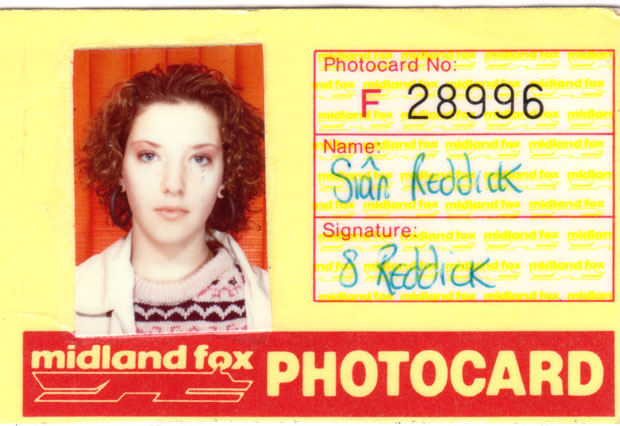 Photocard No:
F 28996
Name:
Siân Reddick
Signature:
S Reddick
midland fox PHOTOCARD